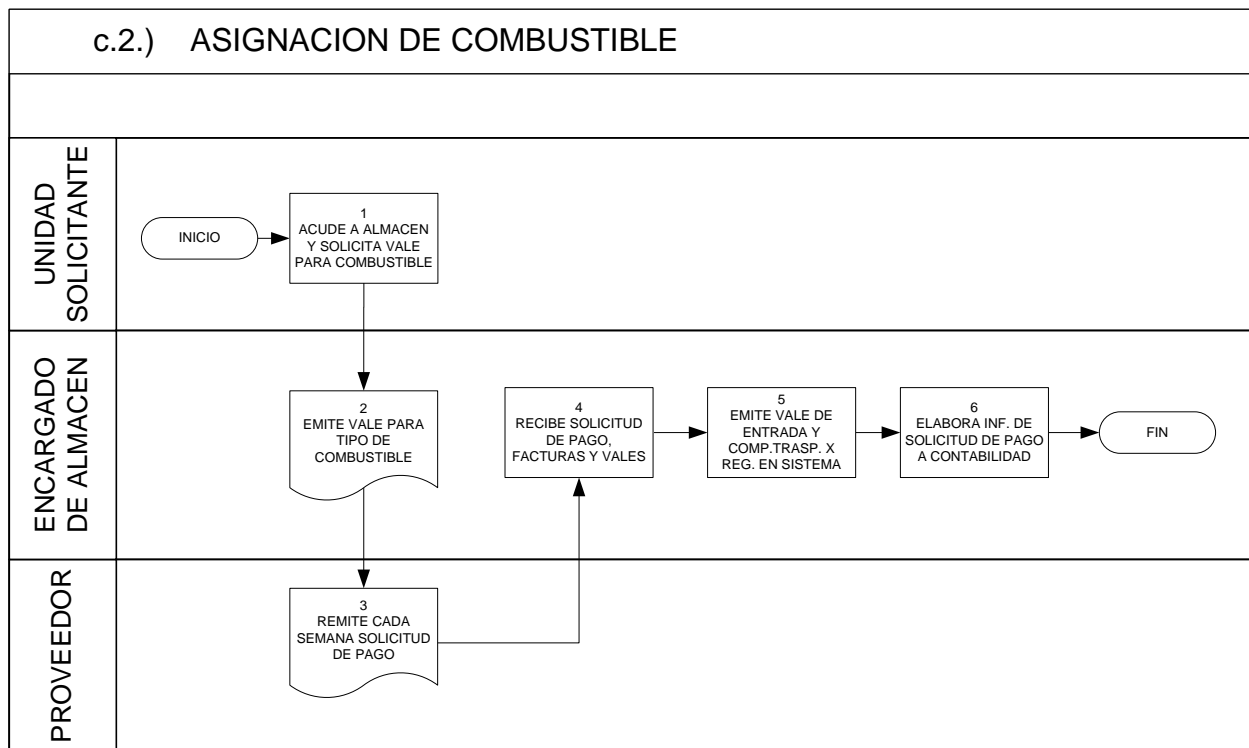 c.2.) ASIGNACION DE COMBUSTIBLE
UNIDAD
SOLICITANTE
INICIO
1
ACUDE A ALMACEN
Y SOLICITA VALE
PARA COMBUSTIBLE
ENCARGADO
DE ALMACEN
2
EMITE VALE PARA
TIPO DE
COMBUSTIBLE
4
RECIBE SOLICITUD
DE PAGO,
FACTURAS Y VALES
5
EMITE VALE DE
ENTRADA Y
COMP.TRASP. X
REG. EN SISTEMA
6
ELABORA INF. DE
SOLICITUD DE PAGO
A CONTABILIDAD
FIN
PROVEEDOR
3
REMITE CADA
SEMANA SOLICITUD
DE PAGO